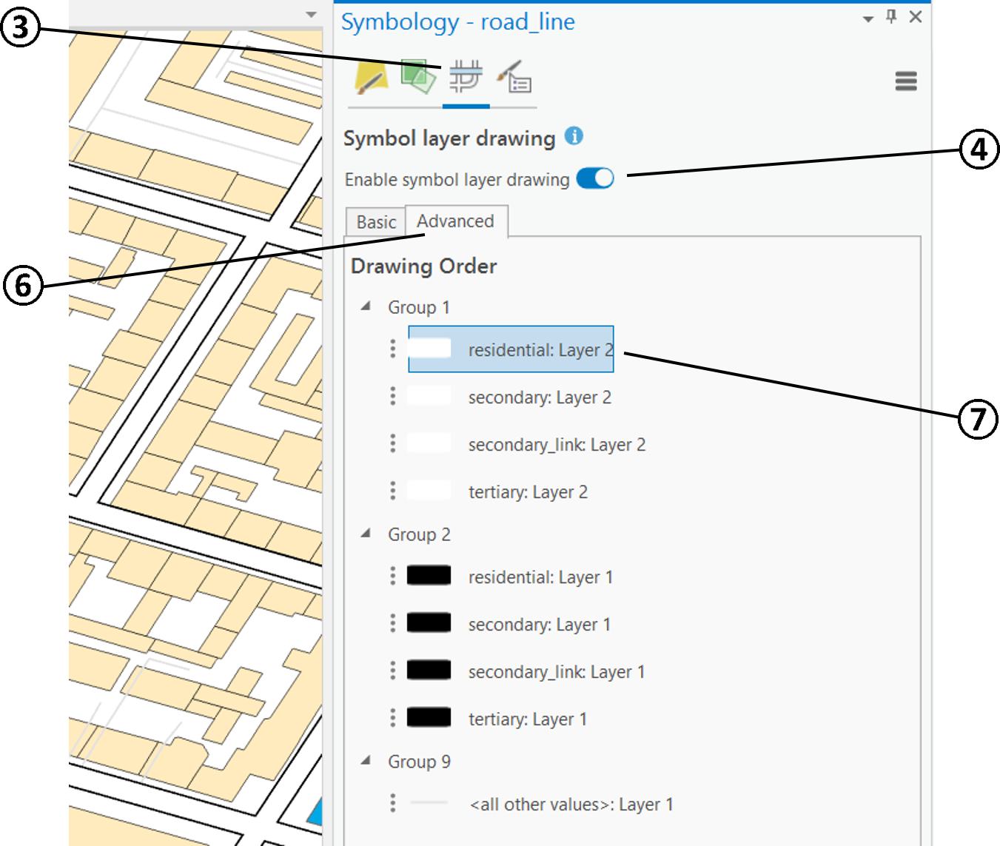 3
Symbology - road_line
Symbol layer drawing
4
Enable symbol layer drawing
Basic Advanced
6
Drawing Order
Group 1
residential: Layer 2
secondary: Layer 2
7
secondary_link: Layer 2
tertiary: Layer 2
Group 2
residential: Layer 1
secondary: Layer 1
secondary_link: Layer 1
tertiary: Layer 1
Group 9
<all other values>: Layer 1